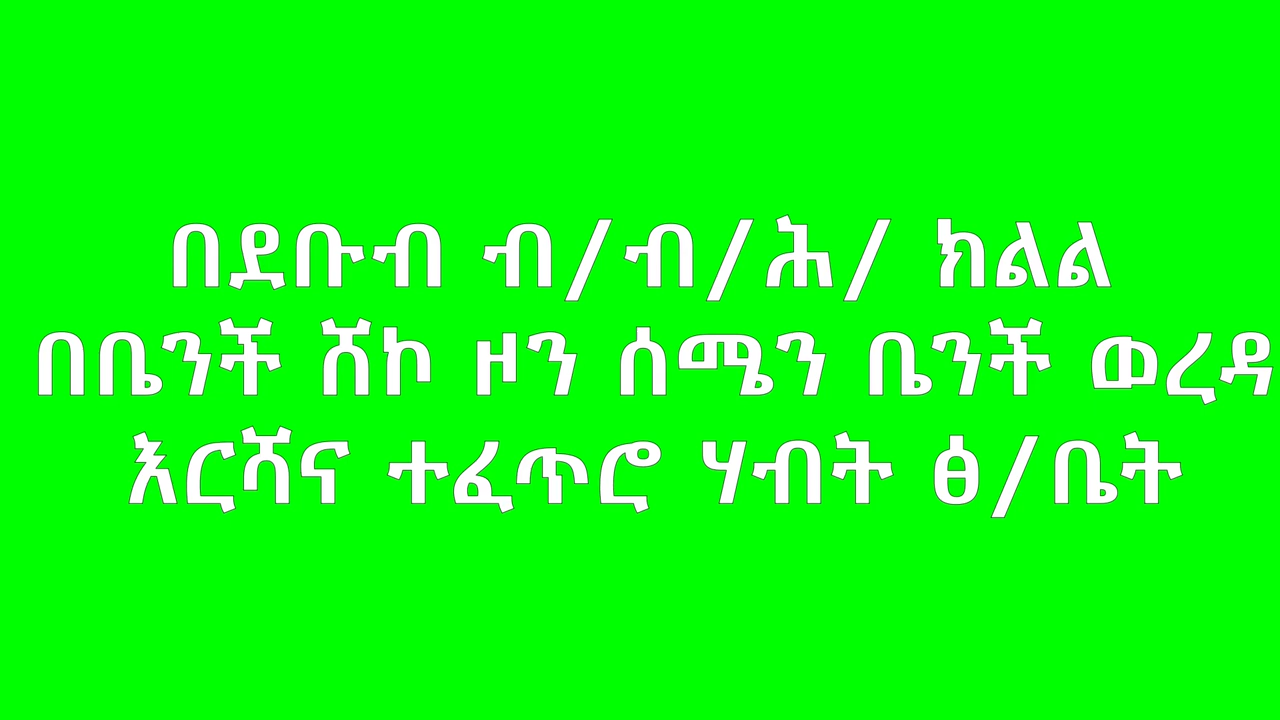 በደቡብ ብ/ብ/ሕ/ ክልል
በቤንች ሸኮ ዞን ሰሜን ቤንች ወረዳ
እርሻና ተፈጥሮ ሃብት ፅ/ቤት